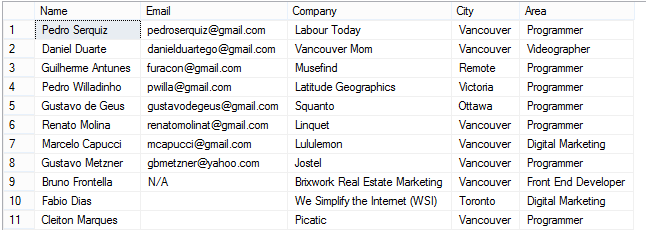 Name Email Company City Area
1 Pedro Serquiz pedroserquiz@gmail.com Labour Today Vancouver Programmer
2 Daniel Duarte danielduartego@gmail.com Vancouver Mom Vancouver Videographer
3 Guilherme Antunes furacon@gmail.com Musefind Remote Programmer
4 Pedro Willadinho pwilla@gmail.com Latitude Geographics Victoria Programmer
5 Gustavo de Geus gustavodegeus@gmail.com Squanto Ottawa Programmer
6 Renato Molina renatomolinat@gmail.com Linquet Vancouver Programmer
7 Marcelo Capucci mcapucci@gmail.com Lululemon Vancouver Digital Marketing
8 Gustavo Metzner gbmetzner@yahoo.com Jostel Vancouver Programmer
9 Bruno Frontella N/A Brixwork Real Estate Marketing Vancouver Front End Developer
10 Fabio Dias We Simplify the Internet (WSI) Toronto Digital Marketing
11 Cleiton Marques Picatic Vancouver Programmer